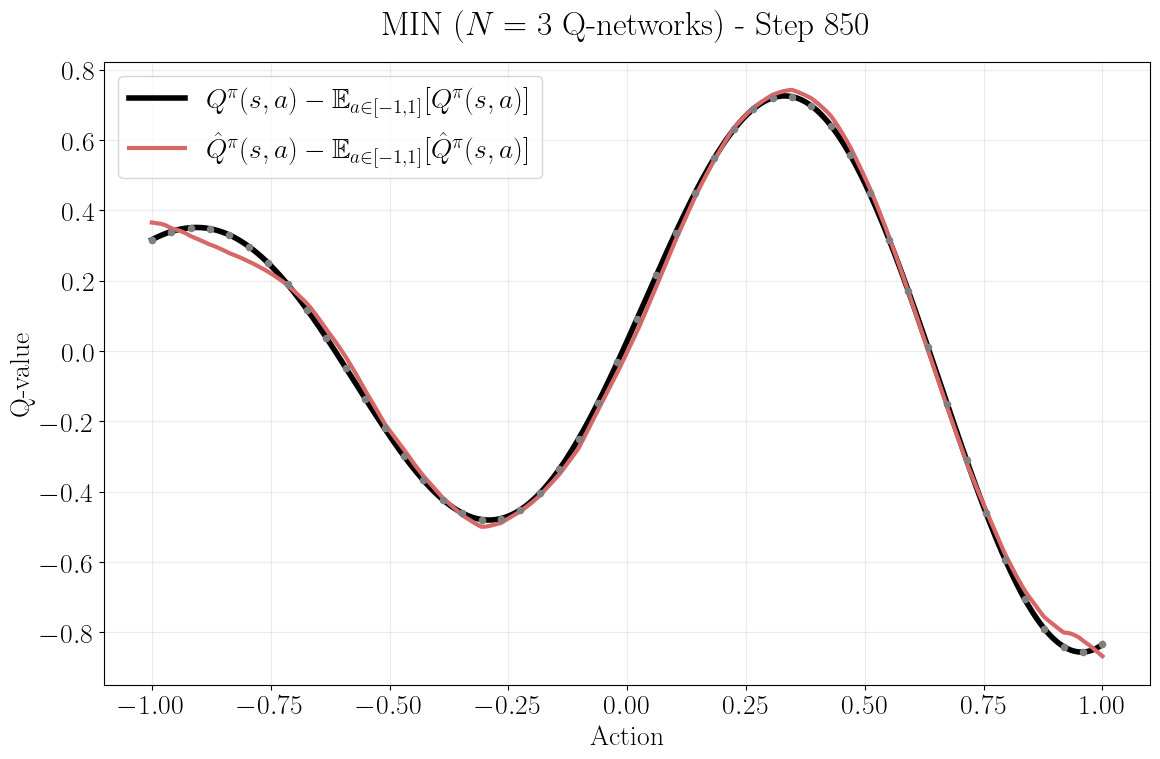 MIN (N = 3 Q-networks) - Step 850
Q^π(s, a) − 𝔼_{a∈[−1,1]}[Q^π(s, a)]
Q̂^π(s, a) − 𝔼_{a∈[−1,1]}[Q̂^π(s, a)]
0.8
0.6
0.4
0.2
0.0
−0.2
−0.4
−0.6
−0.8
Q-value
−1.00 −0.75 −0.50 −0.25 0.00 0.25 0.50 0.75 1.00
Action